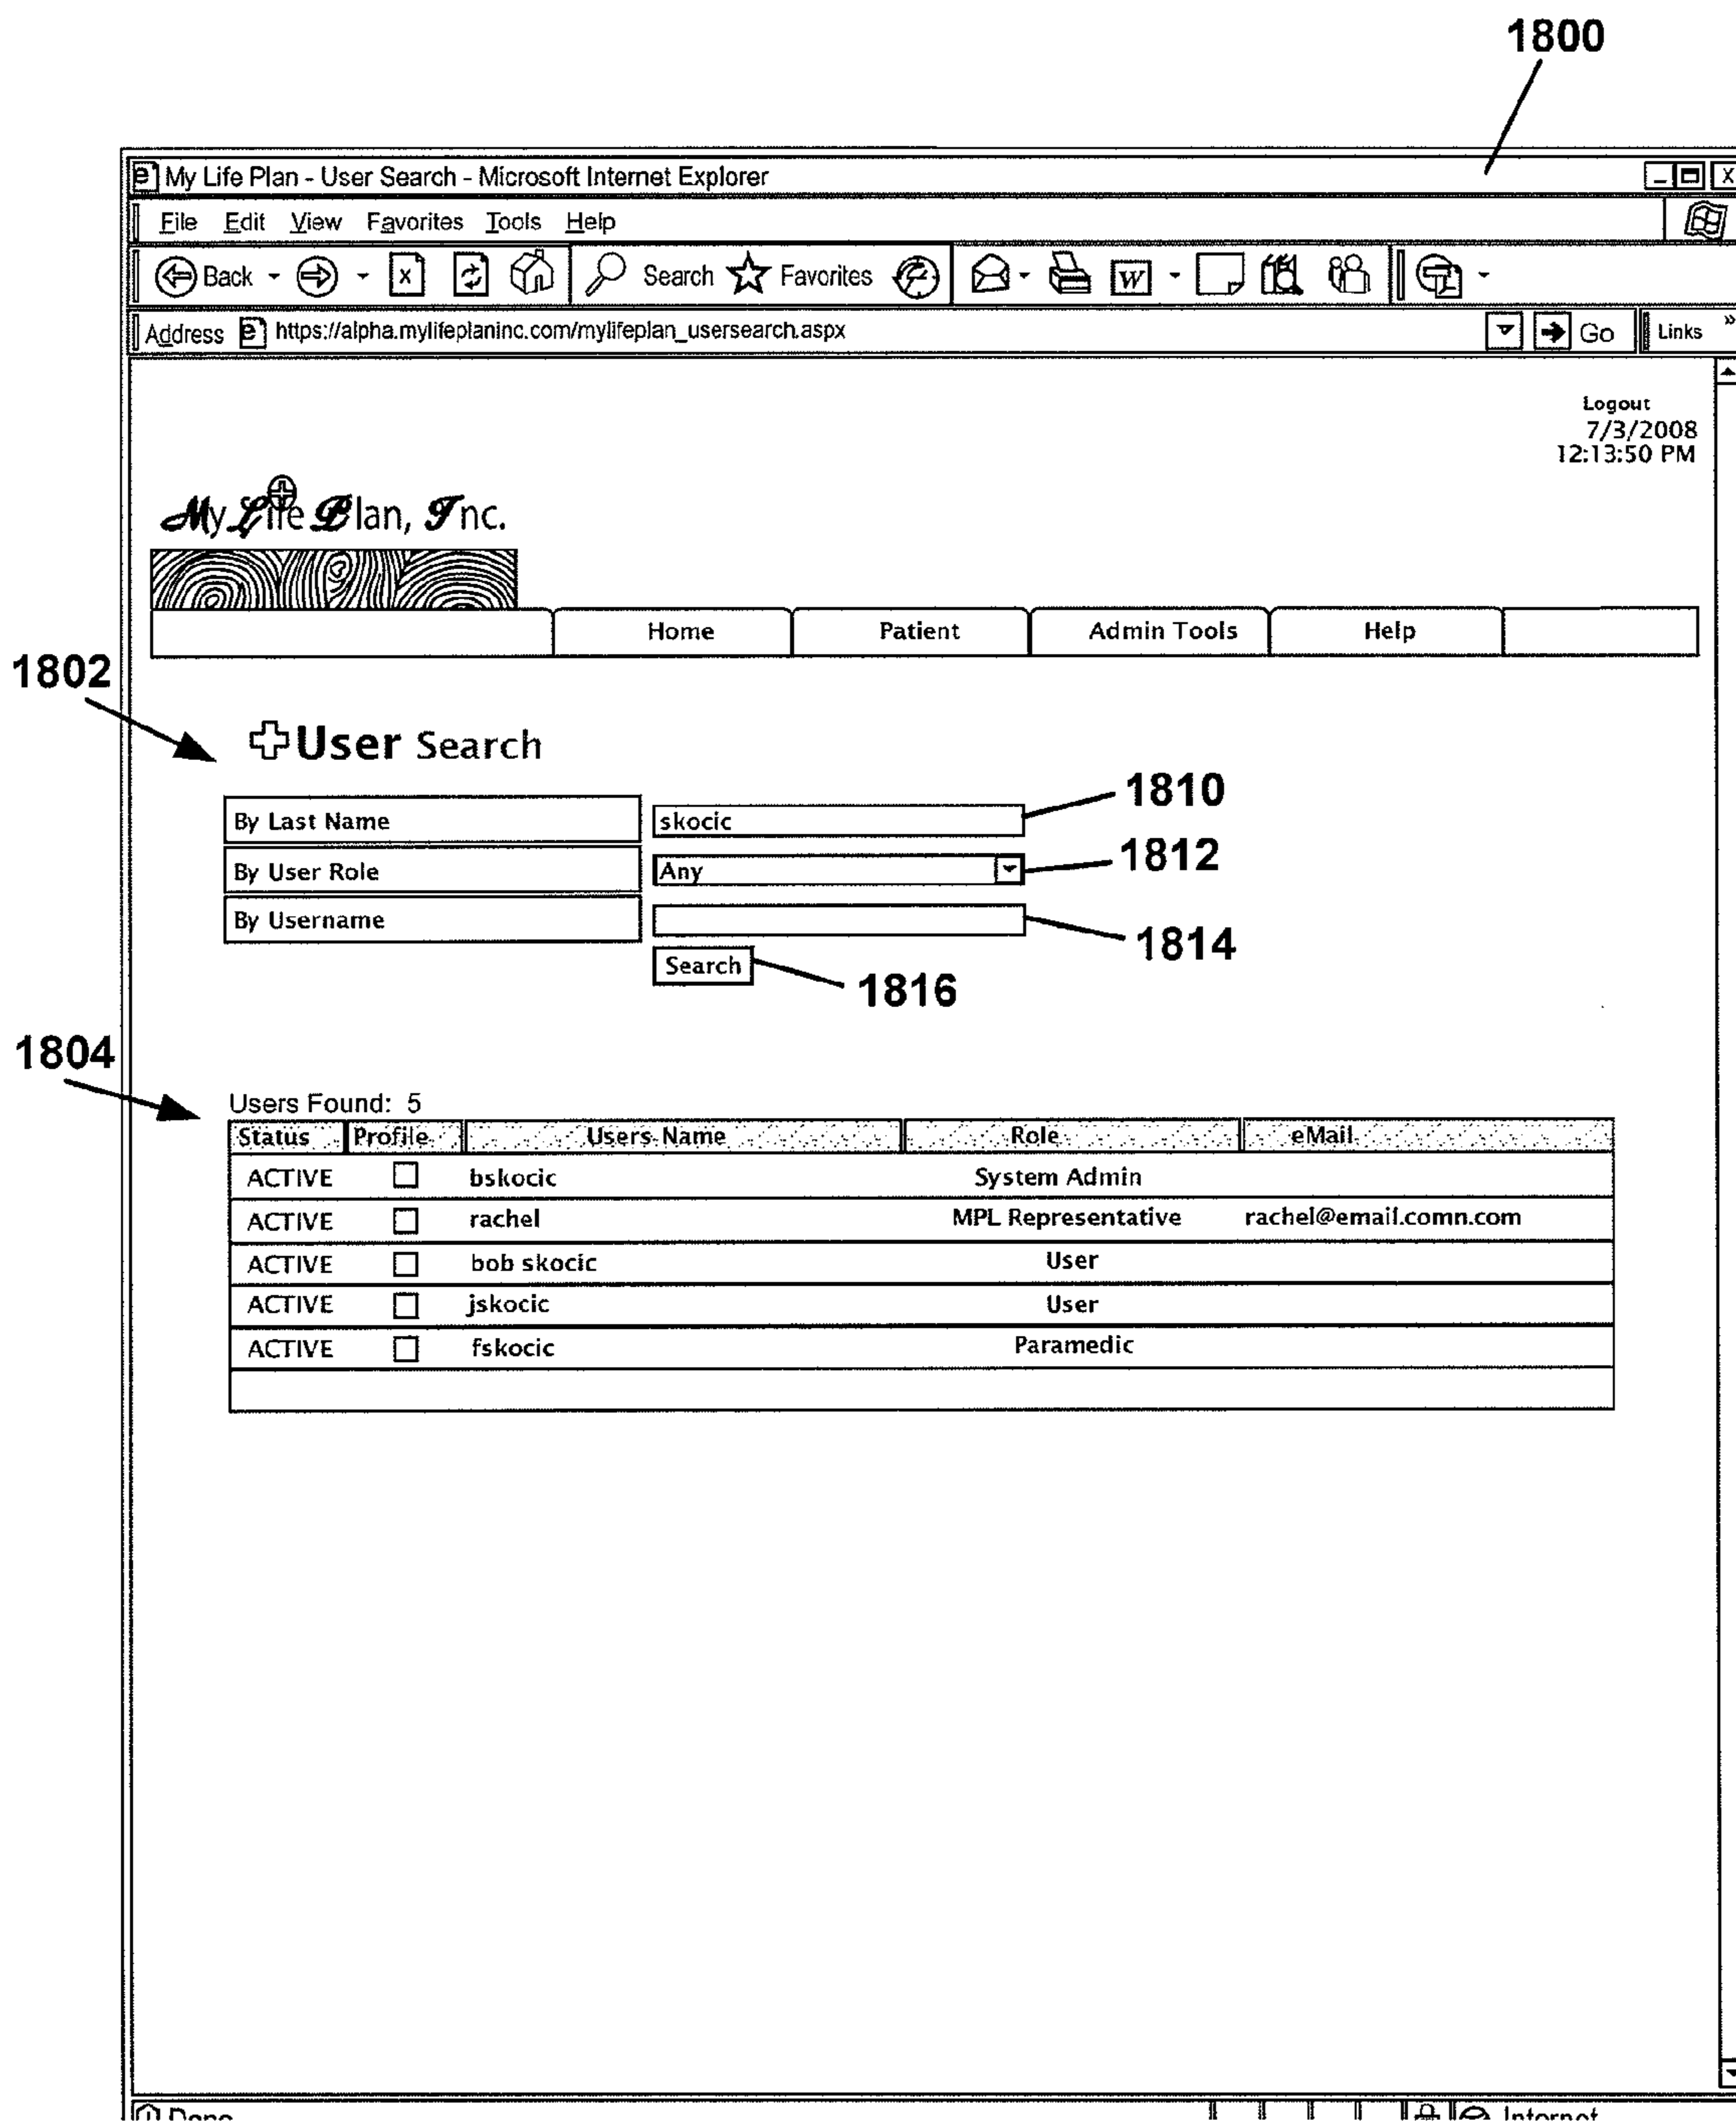 1800
My Life Plan - User Search - Microsoft Internet Explorer
File Edit View Favorites Tools Help
Back Search Favorites W
Address https://alpha.mylifeplaninc.com/mylifeplan_usersearch.aspx Go Links »
Logout
7/3/2008
12:13:50 PM
My Life Plan, Inc.
Home Patient Admin Tools Help
1802
User Search
By Last Name skocic 1810
By User Role Any 1812
By Username 1814
Search 1816
1804
Users Found: 5
Status Profile Users Name Role eMail
ACTIVE bskocic System Admin
ACTIVE rachel MPL Representative rachel@email.comn.com
ACTIVE bob skocic User
ACTIVE jskocic User
ACTIVE fskocic Paramedic
Done Internet